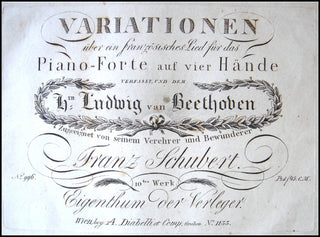 VARIATIONEN
über ein französisches Lied für das
Piano-Forte auf vier Hände
VERFASST, UND DEM
Hrn Ludwig van Beethoven
Zugeeignet von seinem Verehrer und Bewunderer
Franz Schubert.
10tes Werk
Eigenthum der Verleger.
Wien, bey A. Diabelli et Comp, Graben No. 1133.
No. 996.